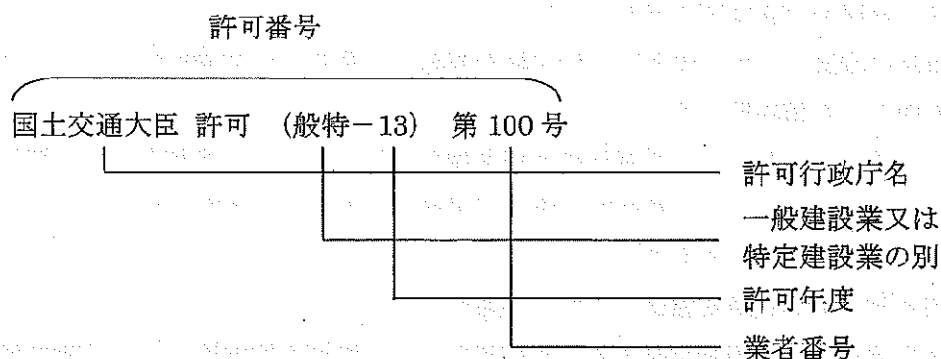 許可番号
国土交通大臣 許可 (般特－13) 第 100 号
許可行政庁名
一般建設業又は
特定建設業の別
許可年度
業者番号